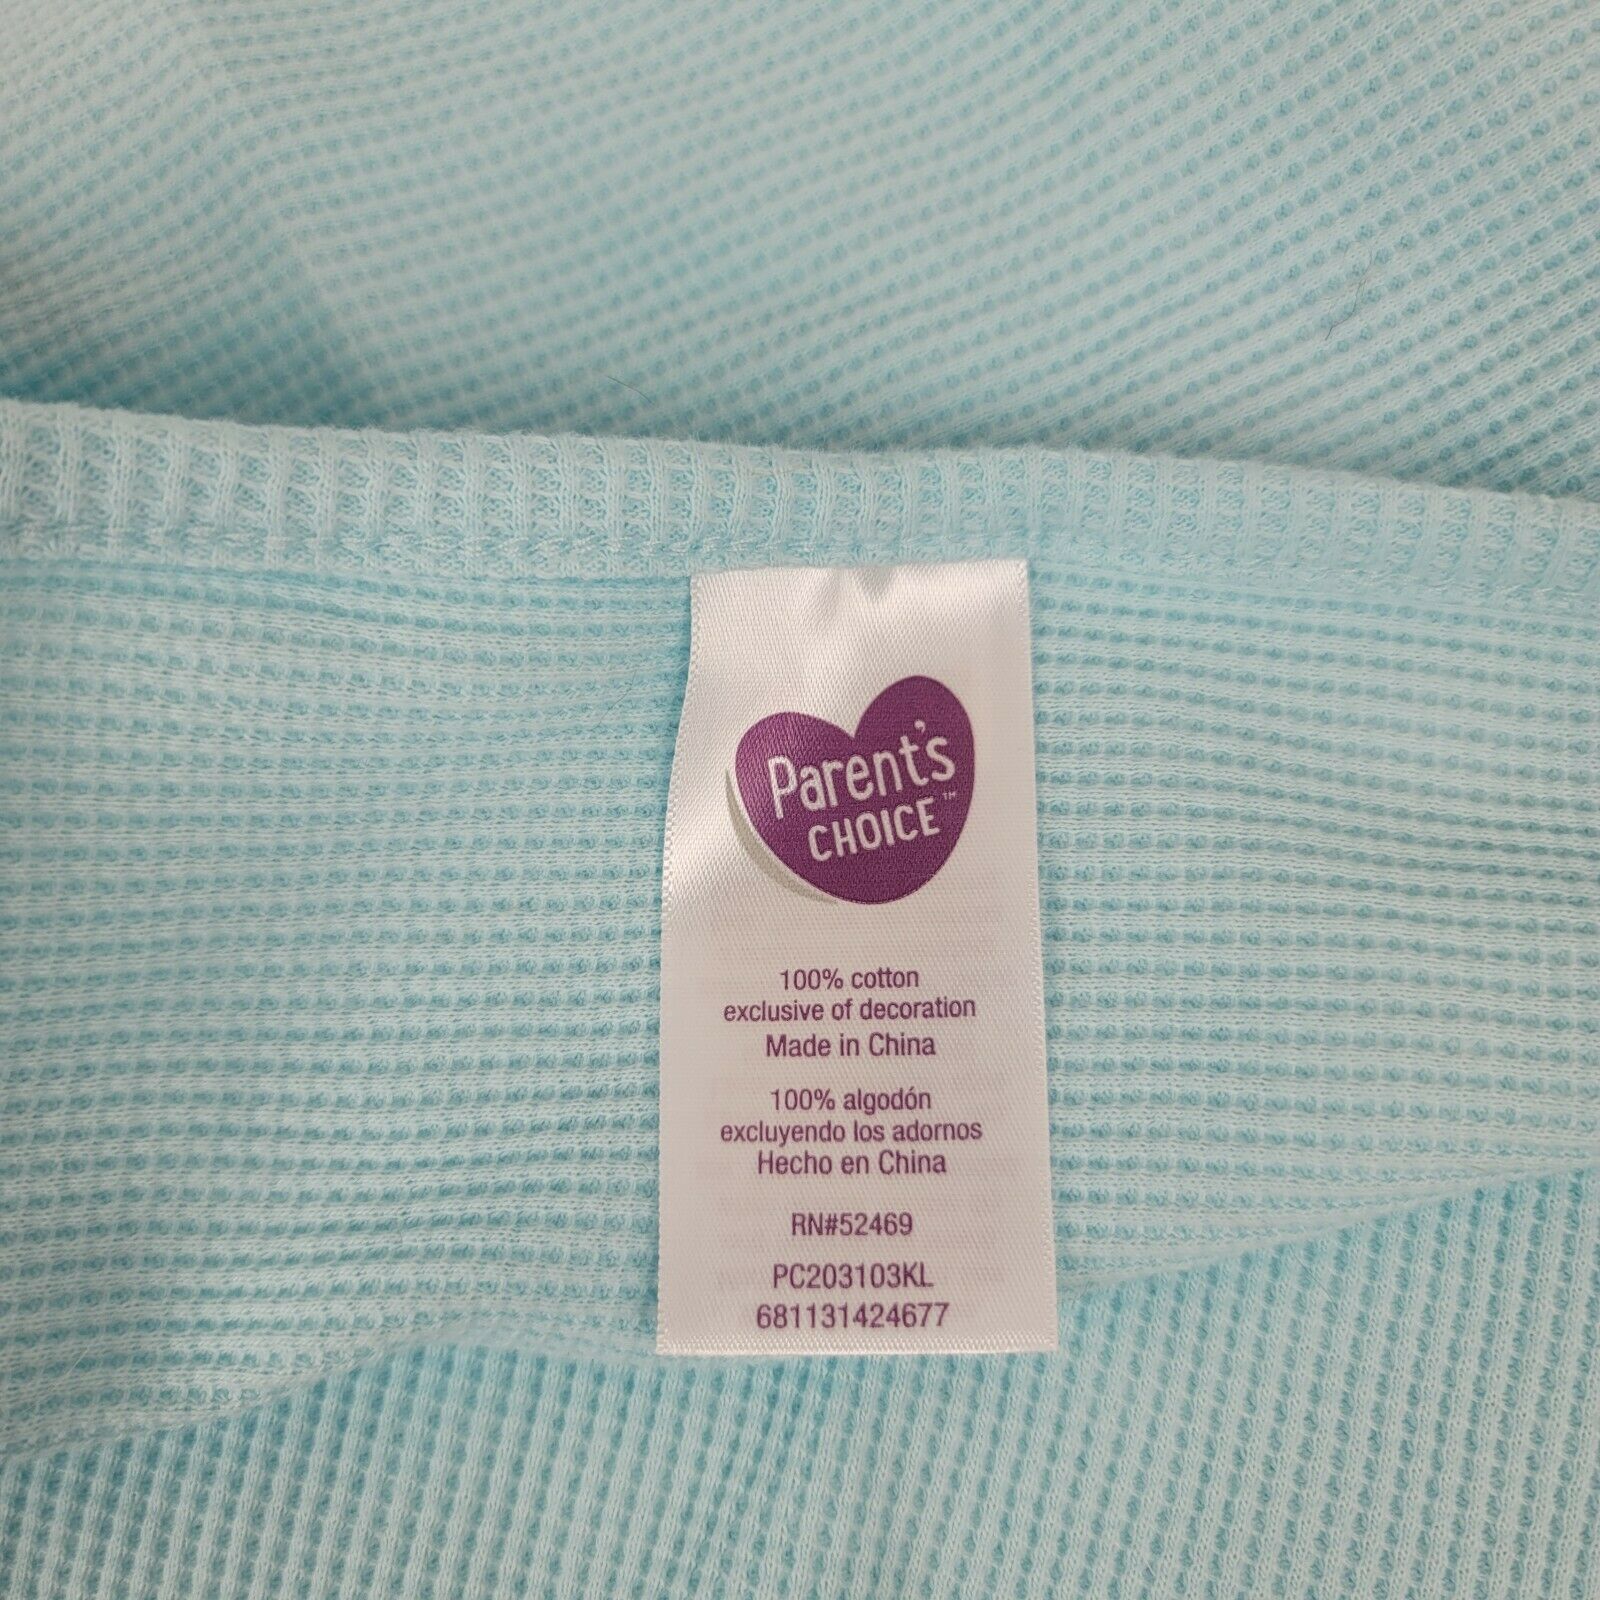 Parent's
CHOICE™
100% cotton
exclusive of decoration
Made in China
100% algodón
excluyendo los adornos
Hecho en China
RN#52469
PC203103KL
681131424677